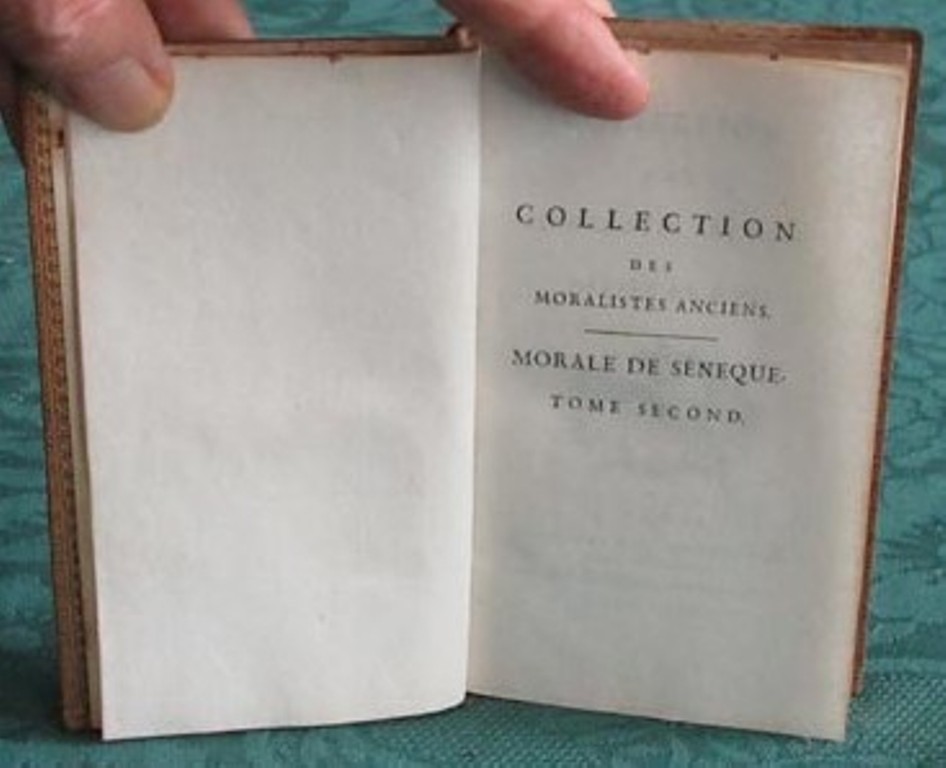 COLLECTION
DES
MORALISTES ANCIENS.
MORALE DE SENEQUE.
TOME SECOND.